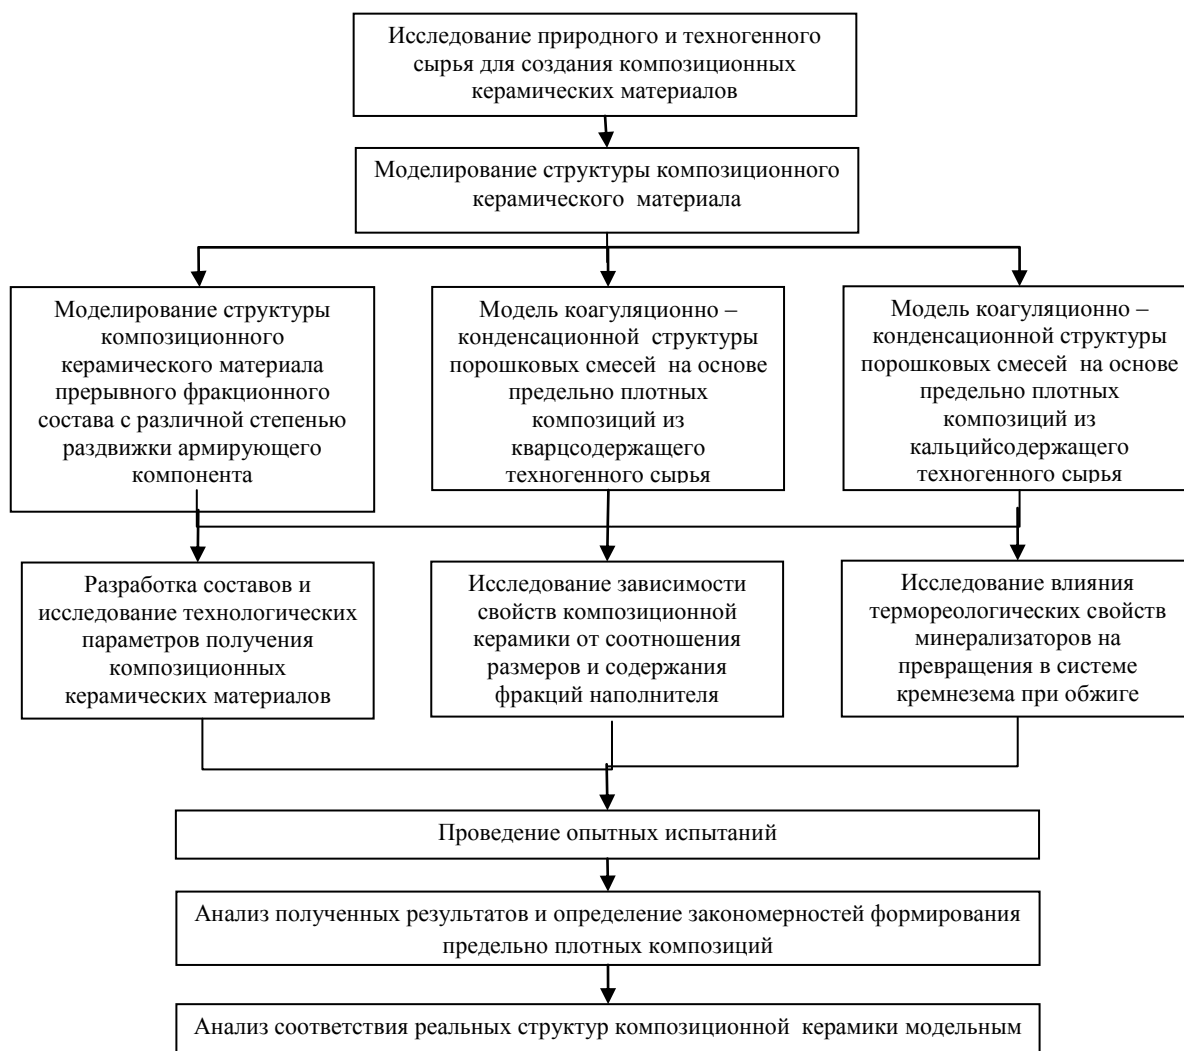 Исследование природного и техногенного
сырья для создания композиционных
керамических материалов
Моделирование структуры композиционного
керамического материала
Моделирование структуры
композиционного
керамического материала
прерывного фракционного
состава с различной степенью
раздвижки армирующего
компонента
Модель коагуляционно –
конденсационной структуры
порошковых смесей на основе
предельно плотных
композиций из
кварцсодержащего
техногенного сырья
Модель коагуляционно –
конденсационной структуры
порошковых смесей на основе
предельно плотных
композиций из
кальцийсодержащего
техногенного сырья
Разработка составов и
исследование технологических
параметров получения
композиционных
керамических материалов
Исследование зависимости
свойств композиционной
керамики от соотношения
размеров и содержания
фракций наполнителя
Исследование влияния
термореологических свойств
минерализаторов на
превращения в системе
кремнезема при обжиге
Проведение опытных испытаний
Анализ полученных результатов и определение закономерностей формирования
предельно плотных композиций
Анализ соответствия реальных структур композиционной керамики модельным